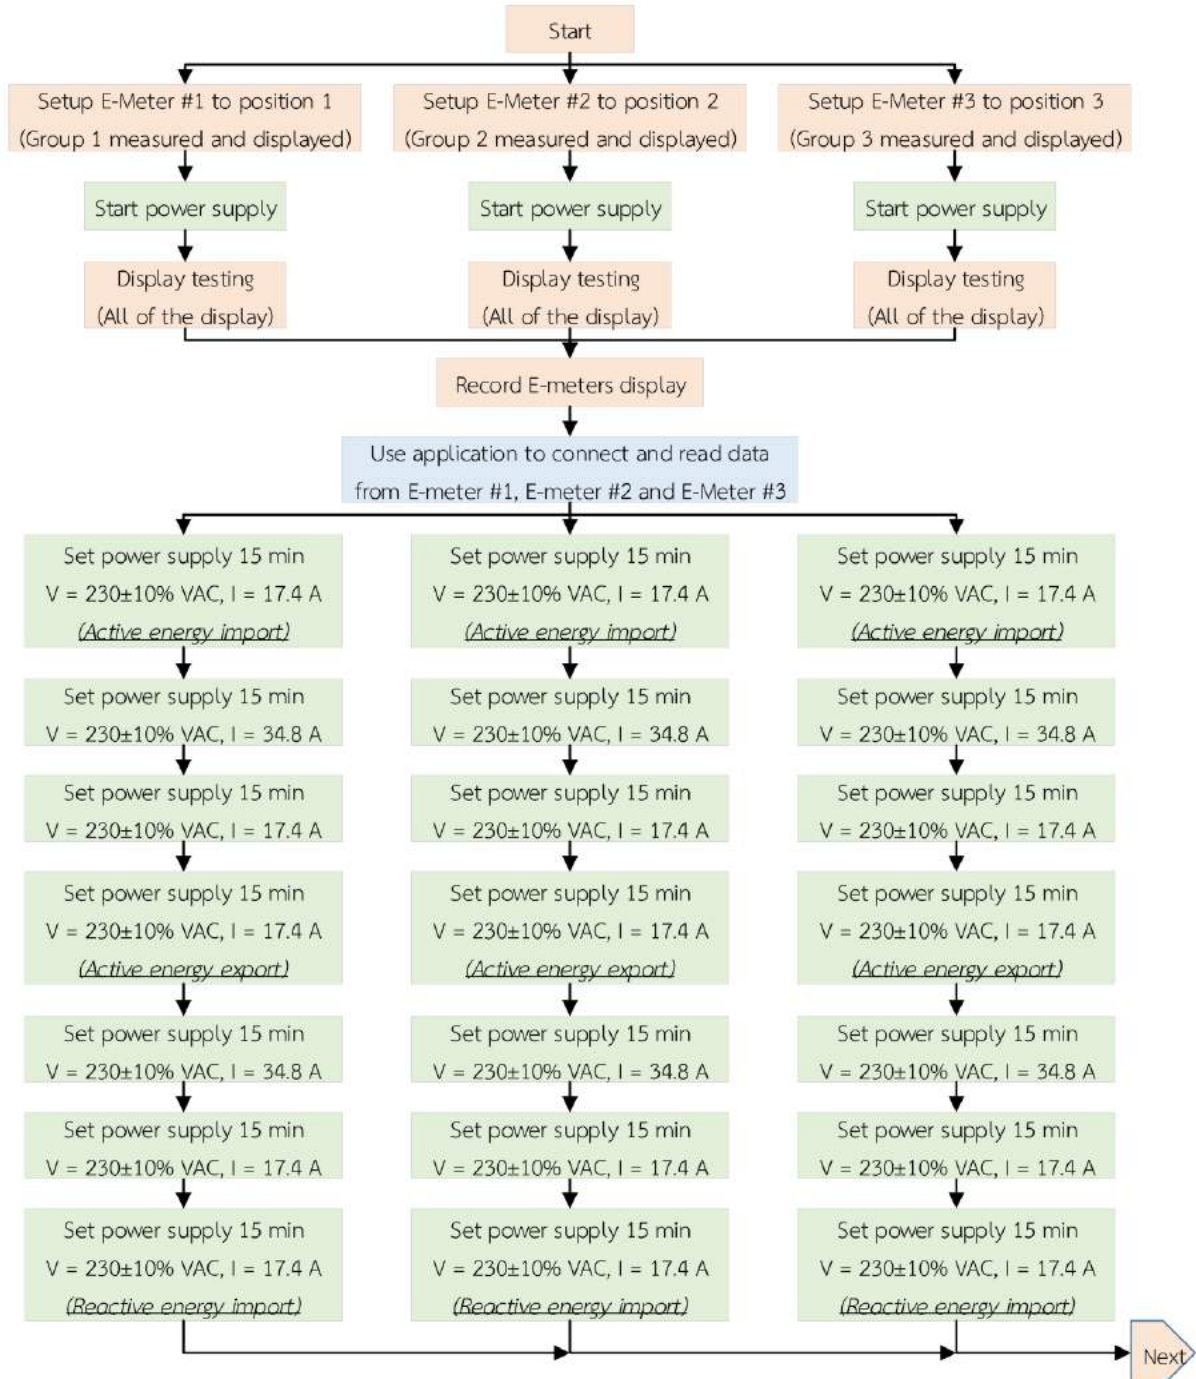 Start
Setup E-Meter #1 to position 1
(Group 1 measured and displayed)
Setup E-Meter #2 to position 2
(Group 2 measured and displayed)
Setup E-Meter #3 to position 3
(Group 3 measured and displayed)
Start power supply
Start power supply
Start power supply
Display testing
(All of the display)
Display testing
(All of the display)
Display testing
(All of the display)
Record E-meters display
Use application to connect and read data
from E-meter #1, E-meter #2 and E-Meter #3
Set power supply 15 min
V = 230±10% VAC, I = 17.4 A
(Active energy import)
Set power supply 15 min
V = 230±10% VAC, I = 17.4 A
(Active energy import)
Set power supply 15 min
V = 230±10% VAC, I = 17.4 A
(Active energy import)
Set power supply 15 min
V = 230±10% VAC, I = 34.8 A
Set power supply 15 min
V = 230±10% VAC, I = 34.8 A
Set power supply 15 min
V = 230±10% VAC, I = 34.8 A
Set power supply 15 min
V = 230±10% VAC, I = 17.4 A
Set power supply 15 min
V = 230±10% VAC, I = 17.4 A
Set power supply 15 min
V = 230±10% VAC, I = 17.4 A
Set power supply 15 min
V = 230±10% VAC, I = 17.4 A
(Active energy export)
Set power supply 15 min
V = 230±10% VAC, I = 17.4 A
(Active energy export)
Set power supply 15 min
V = 230±10% VAC, I = 17.4 A
(Active energy export)
Set power supply 15 min
V = 230±10% VAC, I = 34.8 A
Set power supply 15 min
V = 230±10% VAC, I = 34.8 A
Set power supply 15 min
V = 230±10% VAC, I = 34.8 A
Set power supply 15 min
V = 230±10% VAC, I = 17.4 A
Set power supply 15 min
V = 230±10% VAC, I = 17.4 A
Set power supply 15 min
V = 230±10% VAC, I = 17.4 A
Set power supply 15 min
V = 230±10% VAC, I = 17.4 A
(Reactive energy import)
Set power supply 15 min
V = 230±10% VAC, I = 17.4 A
(Reactive energy import)
Set power supply 15 min
V = 230±10% VAC, I = 17.4 A
(Reactive energy import)
Next